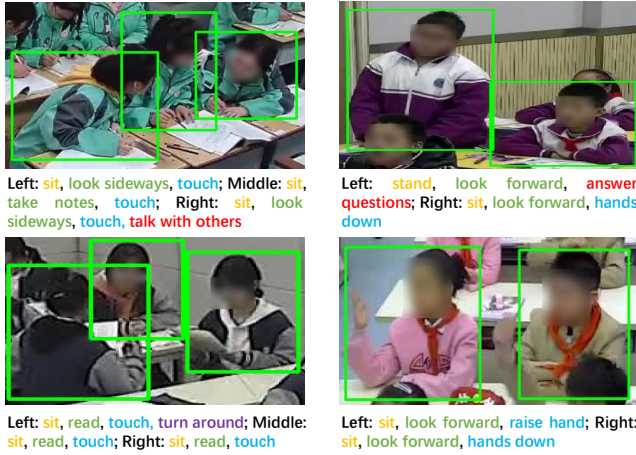 Left: sit, look sideways, touch; Middle: sit,
take notes, touch; Right: sit, look
sideways, touch, talk with others
Left: stand, look forward, answer
questions; Right: sit, look forward, hands
down
Left: sit, read, touch, turn around; Middle:
sit, read, touch; Right: sit, read, touch
Left: sit, look forward, raise hand; Right:
sit, look forward, hands down